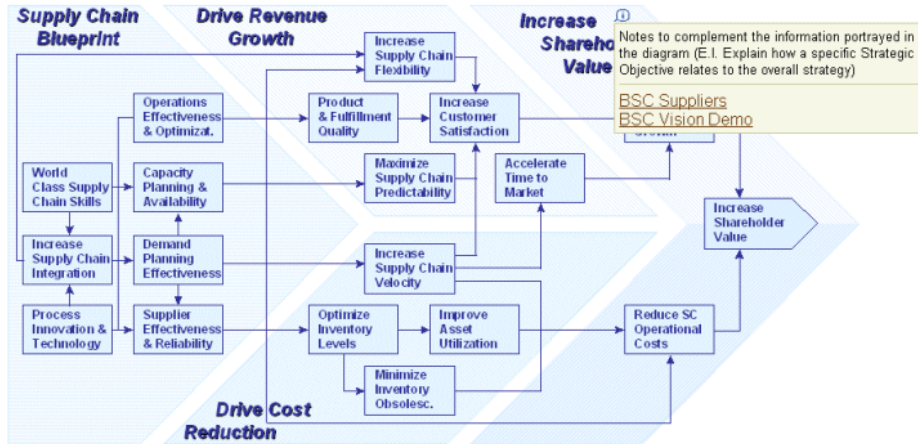 Supply Chain
Blueprint
Drive Revenue
Growth
Increase
Shareho
Value
Notes to complement the information portrayed in
the diagram (E.I. Explain how a specific Strategic
Objective relates to the overall strategy)
BSC Suppliers
BSC Vision Demo
Increase
Supply Chain
Flexibility
Operations
Effectiveness
& Optimizat.
Product
& Fulfillment
Quality
Increase
Customer
Satisfaction
World
Class Supply
Chain Skills
Capacity
Planning &
Availability
Maximize
Supply Chain
Predictability
Accelerate
Time to
Market
Increase
Shareholder
Value
Increase
Supply Chain
Integration
Demand
Planning
Effectiveness
Increase
Supply Chain
Velocity
Process
Innovation &
Technology
Supplier
Effectiveness
& Reliability
Optimize
Inventory
Levels
Improve
Asset
Utilization
Reduce SC
Operational
Costs
Minimize
Inventory
Obsolesc.
Drive Cost
Reduction